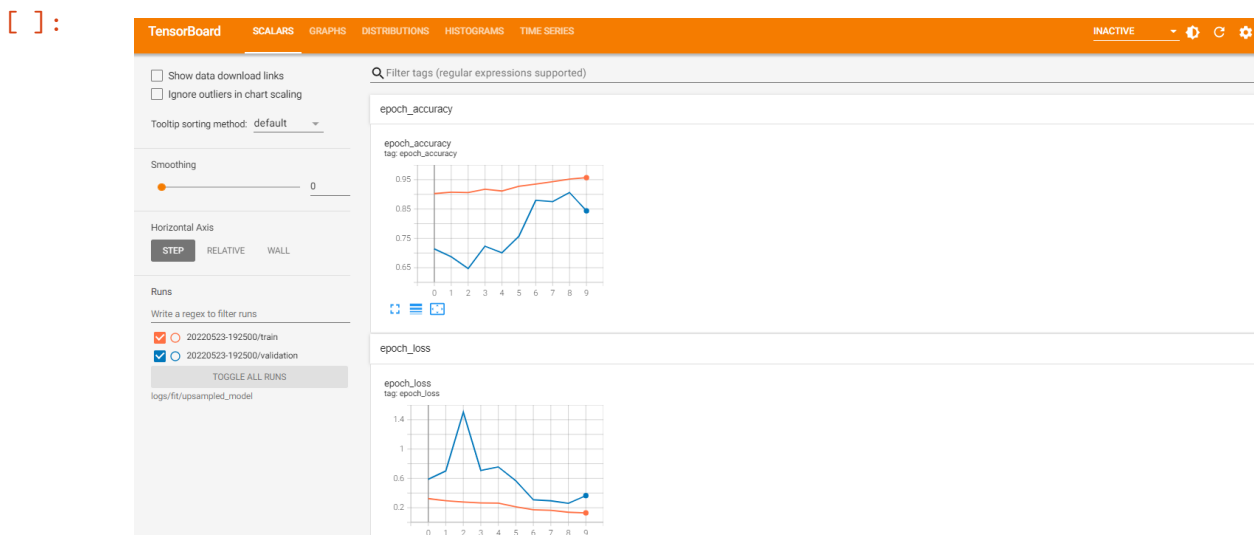 [ ]:
TensorBoard SCALARS GRAPHS DISTRIBUTIONS HISTOGRAMS TIME SERIES INACTIVE
Show data download links
Ignore outliers in chart scaling
Tooltip sorting method: default
Smoothing
0
Horizontal Axis
STEP RELATIVE WALL
Runs
Write a regex to filter runs
20220523-192500/train
20220523-192500/validation
TOGGLE ALL RUNS
logs/fit/upsampled_model
Filter tags (regular expressions supported)
epoch_accuracy
epoch_accuracy
tag: epoch_accuracy
0.95
0.85
0.75
0.65
0 1 2 3 4 5 6 7 8 9
epoch_loss
epoch_loss
tag: epoch_loss
1.4
1
0.6
0.2
0 1 2 3 4 5 6 7 8 9